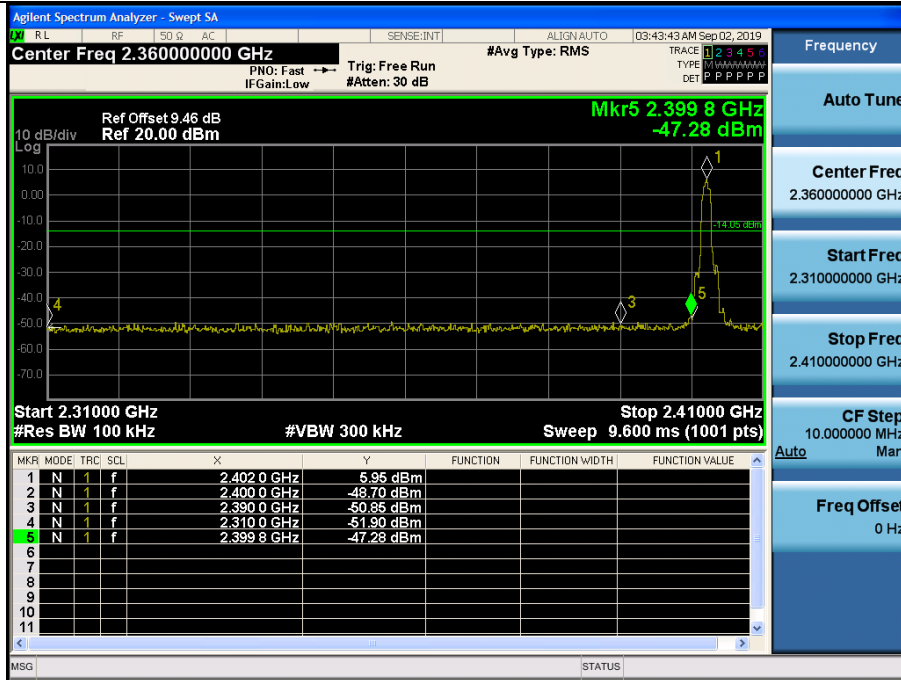 Agilent Spectrum Analyzer - Swept SA
LXI RL RF 50 Ω AC SENSE:INT ALIGN AUTO 03:43:43 AM Sep 02, 2019
Center Freq 2.360000000 GHz
PNO: Fast
IFGain:Low
Trig: Free Run
#Atten: 30 dB
#Avg Type: RMS
TRACE 1 2 3 4 5 6
TYPE M
DET P P P P P P
Frequency
Mkr5 2.399 8 GHz
-47.28 dBm
Ref Offset 9.46 dB
10 dB/div Ref 20.00 dBm
Log
10.0
0.00
-10.0
-20.0
-30.0
-40.0
-50.0
-60.0
-70.0
1
-14.05 dBm
4
3
5
Start 2.31000 GHz Stop 2.41000 GHz
#Res BW 100 kHz #VBW 300 kHz Sweep 9.600 ms (1001 pts)
MKR MODE TRC SCL X Y FUNCTION FUNCTION WIDTH FUNCTION VALUE
1 N 1 f 2.402 0 GHz 5.95 dBm
2 N 1 f 2.400 0 GHz -48.70 dBm
3 N 1 f 2.390 0 GHz -50.85 dBm
4 N 1 f 2.310 0 GHz -51.90 dBm
5 N 1 f 2.399 8 GHz -47.28 dBm
6
7
8
9
10
11
MSG STATUS
Auto Tune
Center Freq
2.360000000 GHz
Start Freq
2.310000000 GHz
Stop Freq
2.410000000 GHz
CF Step
10.000000 MHz
Auto Man
Freq Offset
0 Hz